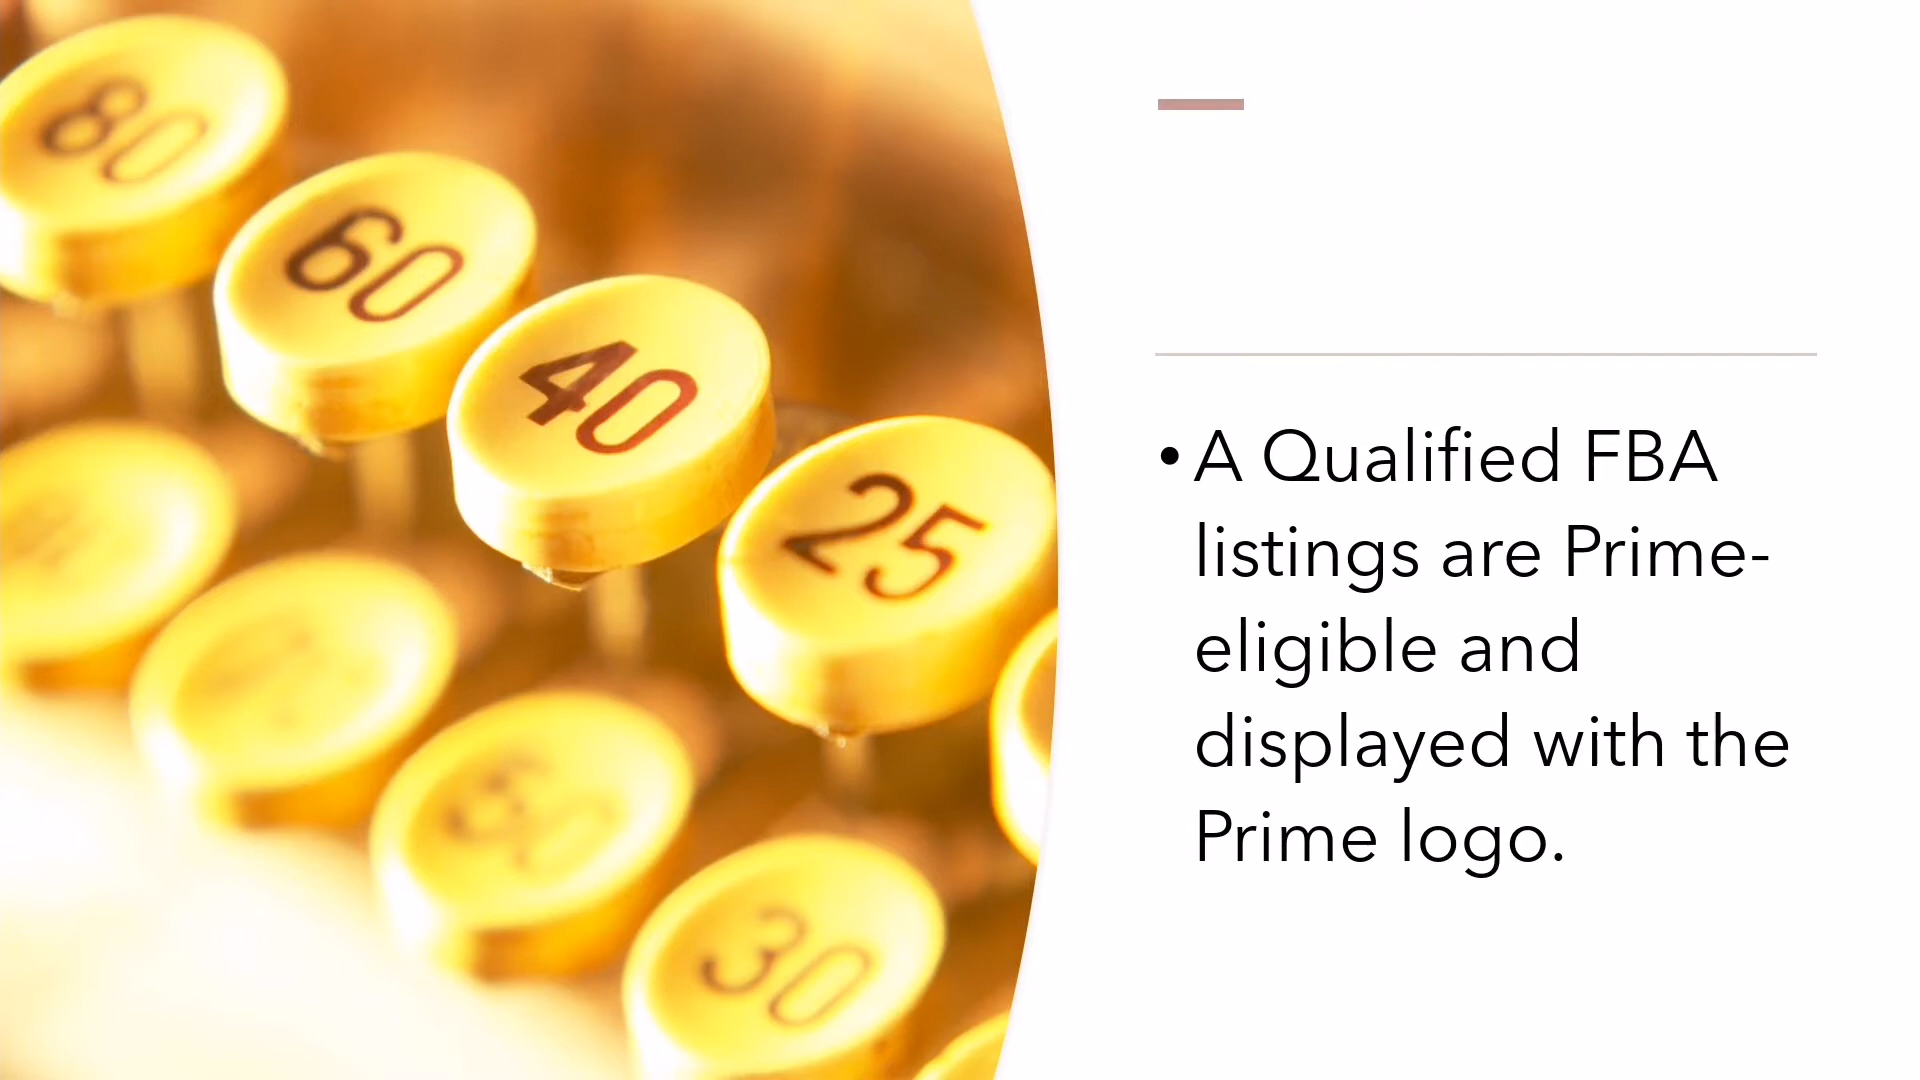 80
60
40
25
30
• A Qualified FBA
listings are Prime-
eligible and
displayed with the
Prime logo.